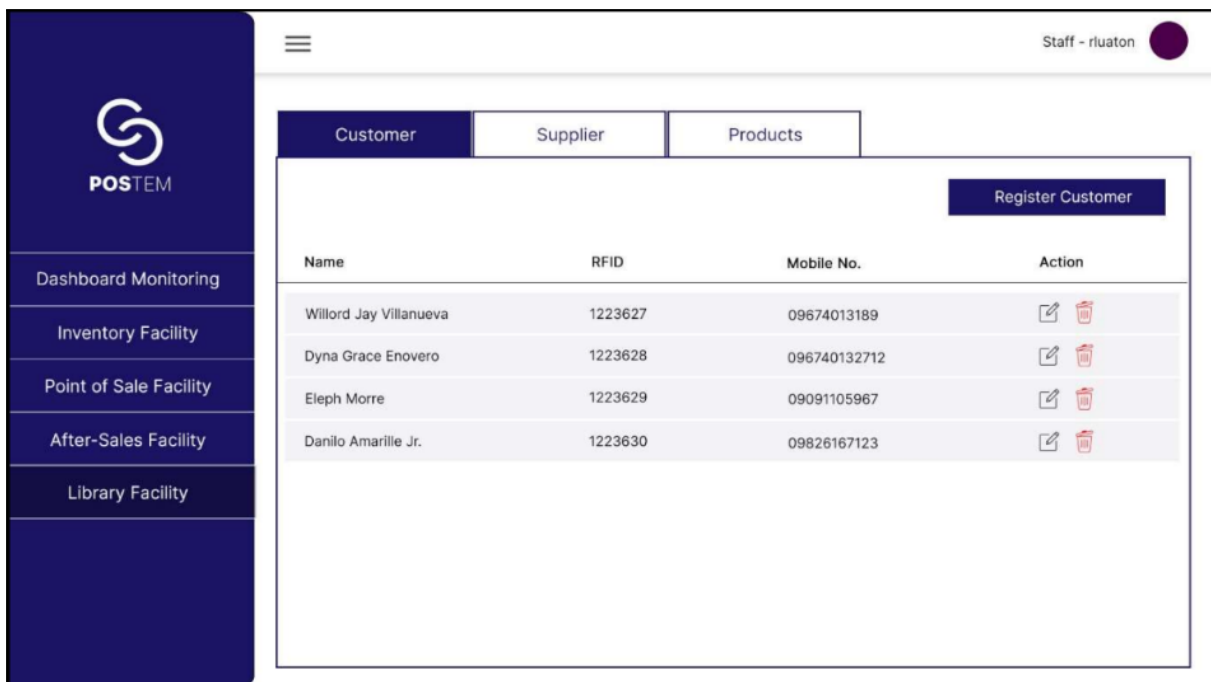 Staff - rluaton
POSTEM
Dashboard Monitoring
Inventory Facility
Point of Sale Facility
After-Sales Facility
Library Facility
Customer Supplier Products
Register Customer
Name RFID Mobile No. Action
Willord Jay Villanueva 1223627 09674013189
Dyna Grace Enovero 1223628 096740132712
Eleph Morre 1223629 09091105967
Danilo Amarille Jr. 1223630 09826167123